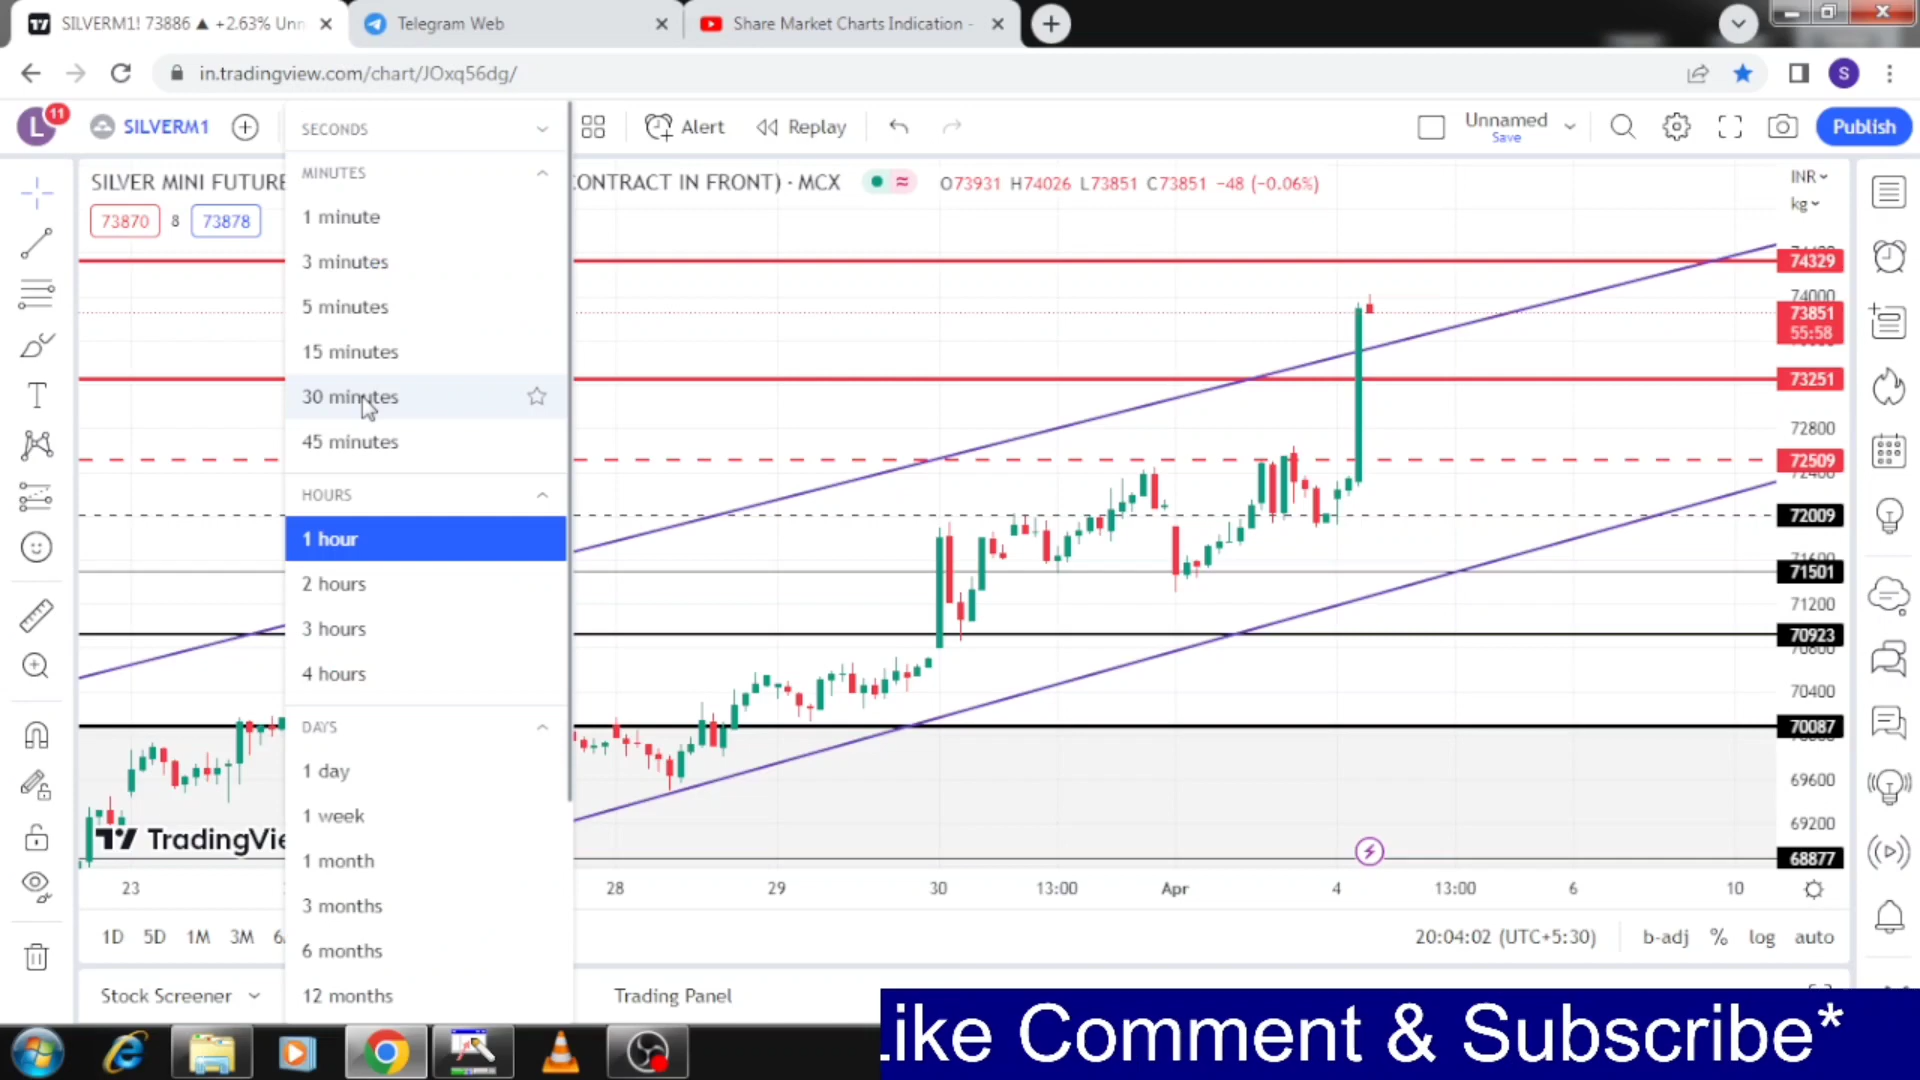 SILVERM1! 73886 ▲ +2.63% Unn
Telegram Web
Share Market Charts Indication -
in.tradingview.com/chart/JOxq56dg/
S
L
11
SILVERM1
Alert
Replay
Unnamed
Save
Publish
SILVER MINI FUTURE
ONTRACT IN FRONT) · MCX
O73931 H74026 L73851 C73851 −48 (−0.06%)
73870 8 73878
INR
kg
SECONDS
MINUTES
1 minute
3 minutes
5 minutes
15 minutes
30 minutes
45 minutes
HOURS
1 hour
2 hours
3 hours
4 hours
DAYS
1 day
1 week
1 month
3 months
6 months
12 months
74329
74000
73851
55:58
73251
72800
72509
72400
72009
71600
71501
71200
70923
70800
70400
70087
69600
69200
68877
TradingVie
23 28 29 30 13:00 Apr 4 13:00 6 10
1D 5D 1M 3M
20:04:02 (UTC+5:30) b-adj % log auto
Stock Screener
Trading Panel
ike Comment & Subscribe*